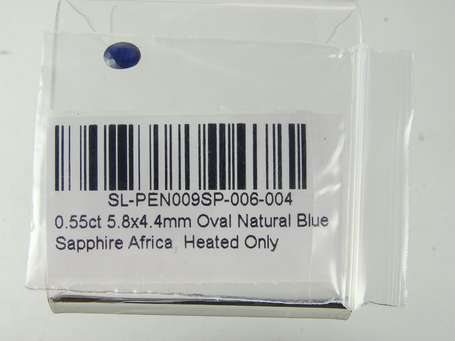 SL-PEN009SP-006-004
0.55ct 5.8x4.4mm Oval Natural Blue
Sapphire Africa Heated Only